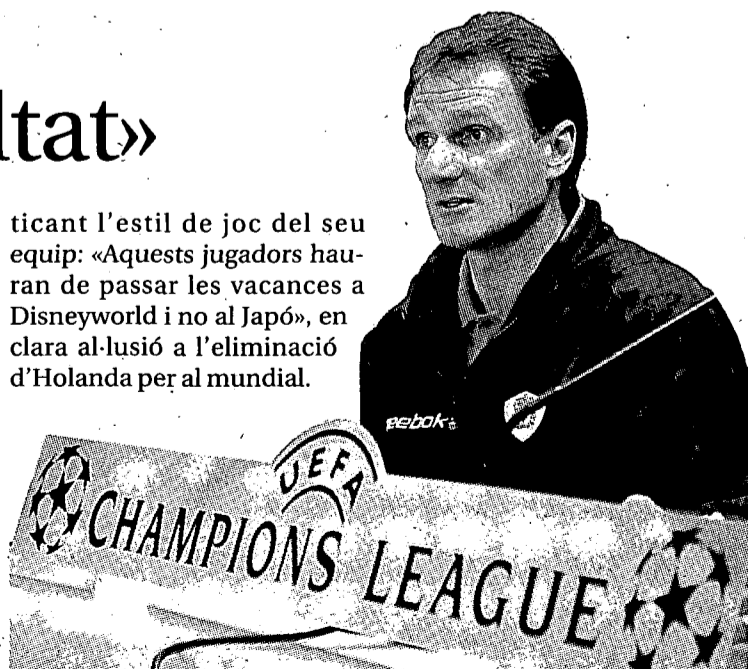 ltat»
ticant l'estil de joc del seu
equip: «Aquests jugadors hau-
ran de passar les vacances a
Disneyworld i no al Japó», en
clara al·lusió a l'eliminació
d'Holanda per al mundial.
Reebok
UEFA
CHAMPIONS LEAGUE